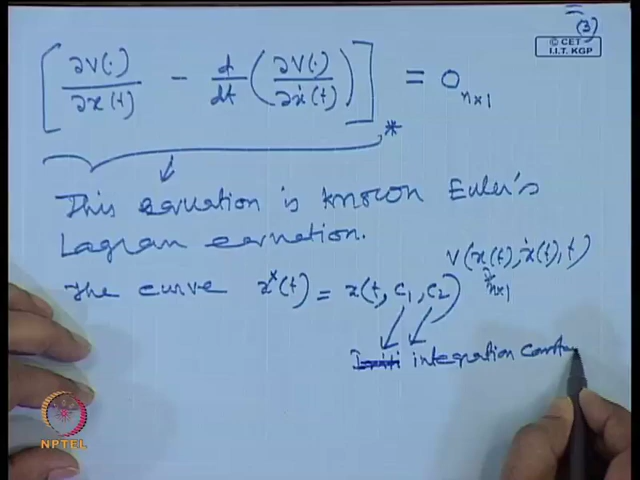 (3)
© CET
I.I.T. KGP
[ ∂V(·)/∂x(t) − d/dt ( ∂V(·)/∂ẋ(t) ) ]* = 0 n×1
This equation is known Euler's
Lagran equation.
V(x(t), ẋ(t), t)
n×1
The curve x*(t) = x(t, c₁, c₂)
integration constan
NPTEL